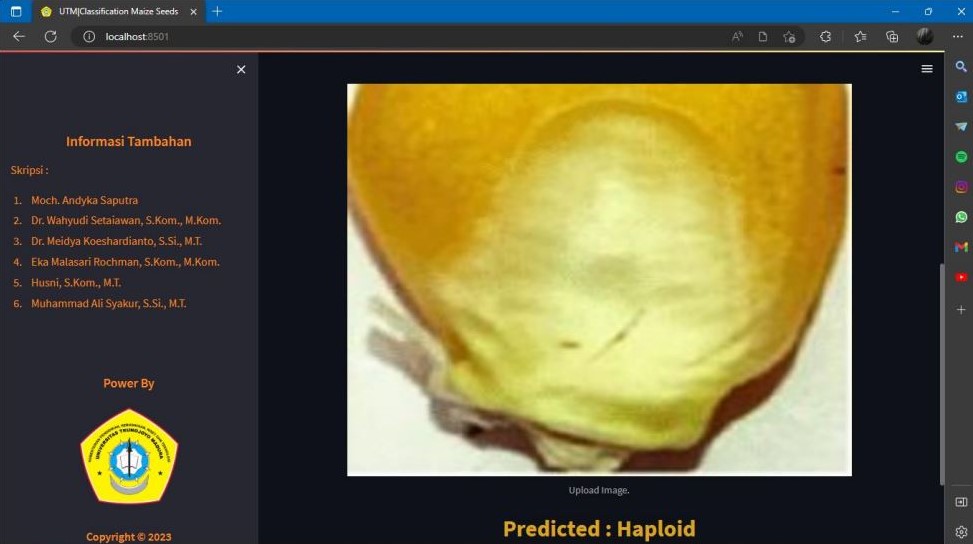 UTM|Classification Maize Seeds
localhost:8501
Informasi Tambahan
Skripsi :
1. Moch. Andyka Saputra
2. Dr. Wahyudi Setaiawan, S.Kom., M.Kom.
3. Dr. Meidya Koeshardianto, S.Si., M.T.
4. Eka Malasari Rochman, S.Kom., M.Kom.
5. Husni, S.Kom., M.T.
6. Muhammad Ali Syakur, S.Si., M.T.
Power By
UNIVERSITAS TRUNOJOYO MADURA
Copyright © 2023
Upload Image.
Predicted : Haploid